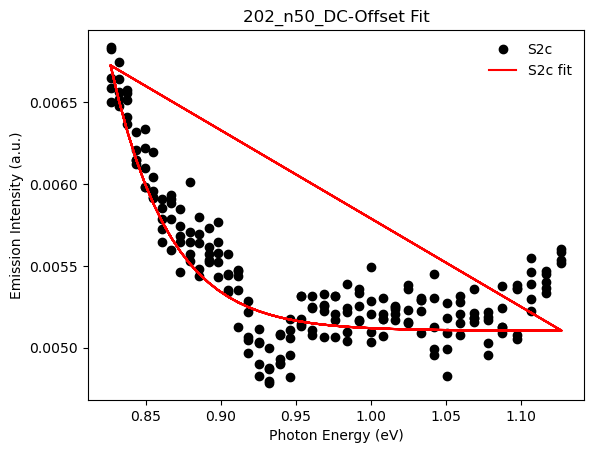 202_n50_DC-Offset Fit
S2c
S2c fit
Emission Intensity (a.u.)
0.0065
0.0060
0.0055
0.0050
0.85
0.90
0.95
1.00
1.05
1.10
Photon Energy (eV)